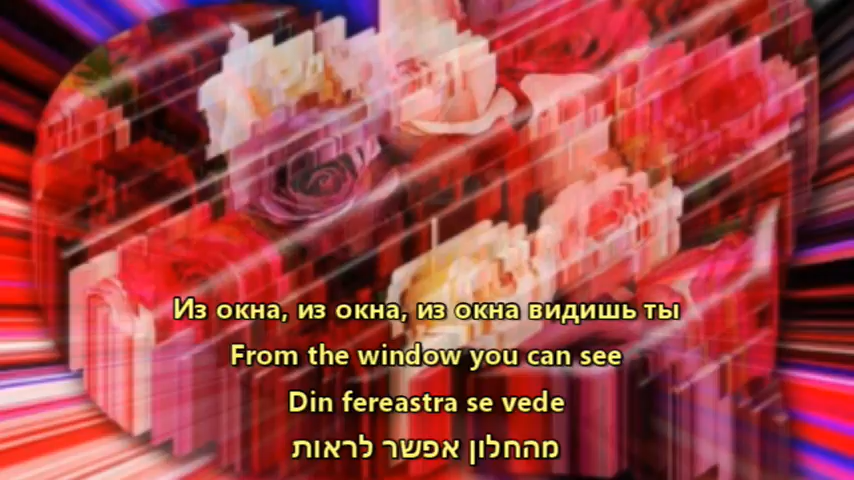 Из окна, из окна, из окна видишь ты
From the window you can see
Din fereastra se vede
מהחלון אפשר לראות